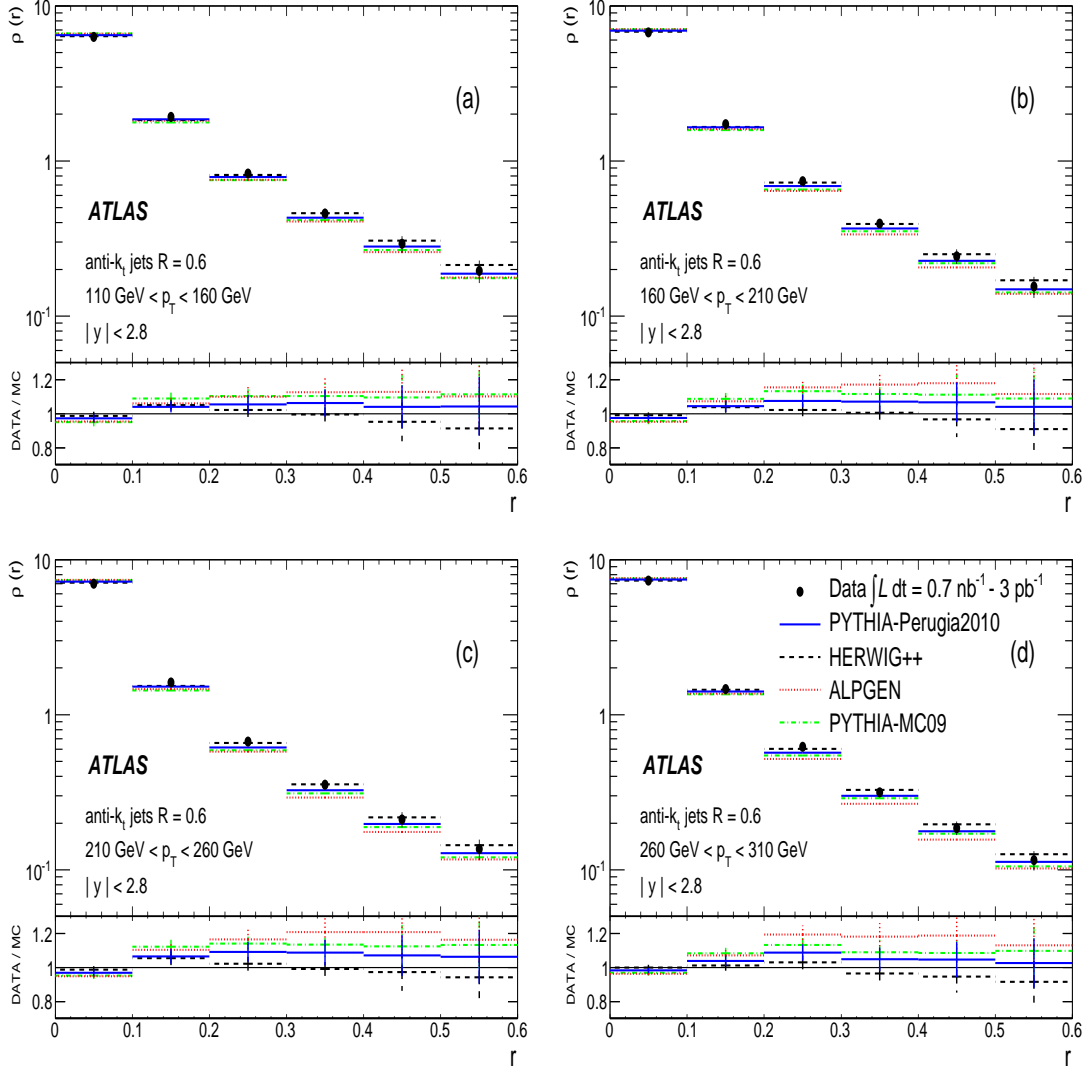 ρ (r)
10
1
10⁻¹
(a)
ATLAS
anti-kₜ jets R = 0.6
110 GeV < p_T < 160 GeV
| y | < 2.8
DATA / MC
1.2
1
0.8
0 0.1 0.2 0.3 0.4 0.5 0.6
r
ρ (r)
10
1
10⁻¹
(b)
ATLAS
anti-kₜ jets R = 0.6
160 GeV < p_T < 210 GeV
| y | < 2.8
DATA / MC
1.2
1
0.8
0 0.1 0.2 0.3 0.4 0.5 0.6
r
ρ (r)
10
1
10⁻¹
(c)
ATLAS
anti-kₜ jets R = 0.6
210 GeV < p_T < 260 GeV
| y | < 2.8
DATA / MC
1.2
1
0.8
0 0.1 0.2 0.3 0.4 0.5 0.6
r
ρ (r)
10
1
10⁻¹
Data ∫L dt = 0.7 nb⁻¹ - 3 pb⁻¹
PYTHIA-Perugia2010
HERWIG++
(d)
ALPGEN
PYTHIA-MC09
ATLAS
anti-kₜ jets R = 0.6
260 GeV < p_T < 310 GeV
| y | < 2.8
DATA / MC
1.2
1
0.8
0 0.1 0.2 0.3 0.4 0.5 0.6
r